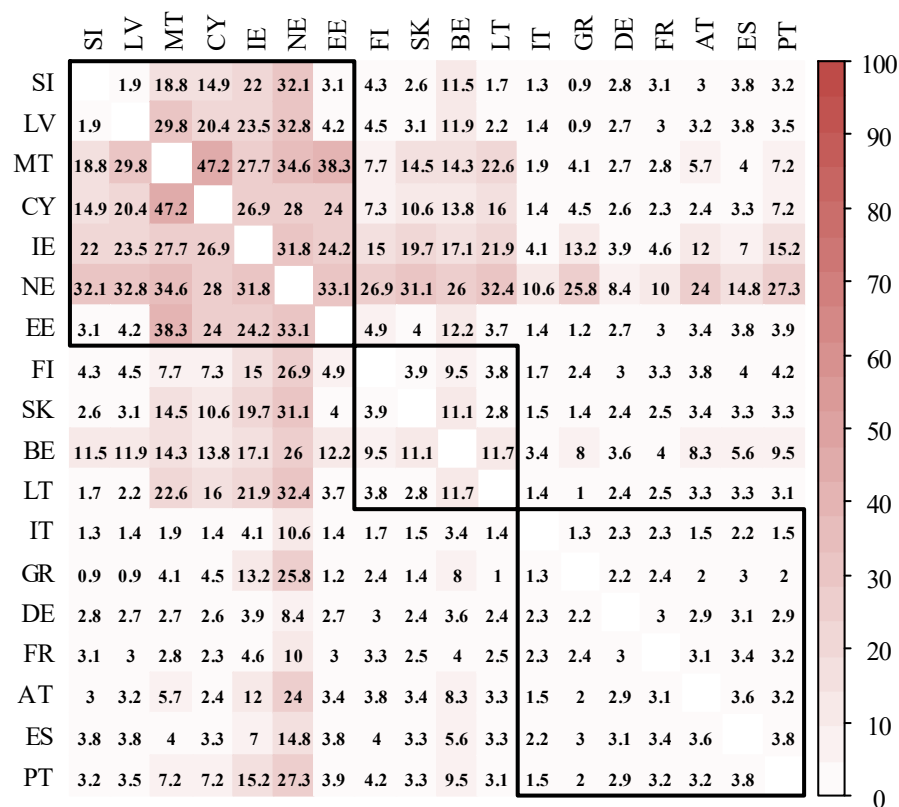 SI LV MT CY IE NE EE FI SK BE LT IT GR DE FR AT ES PT
SI 1.9 18.8 14.9 22 32.1 3.1 4.3 2.6 11.5 1.7 1.3 0.9 2.8 3.1 3 3.8 3.2
LV 1.9 29.8 20.4 23.5 32.8 4.2 4.5 3.1 11.9 2.2 1.4 0.9 2.7 3 3.2 3.8 3.5
MT 18.8 29.8 47.2 27.7 34.6 38.3 7.7 14.5 14.3 22.6 1.9 4.1 2.7 2.8 5.7 4 7.2
CY 14.9 20.4 47.2 26.9 28 24 7.3 10.6 13.8 16 1.4 4.5 2.6 2.3 2.4 3.3 7.2
IE 22 23.5 27.7 26.9 31.8 24.2 15 19.7 17.1 21.9 4.1 13.2 3.9 4.6 12 7 15.2
NE 32.1 32.8 34.6 28 31.8 33.1 26.9 31.1 26 32.4 10.6 25.8 8.4 10 24 14.8 27.3
EE 3.1 4.2 38.3 24 24.2 33.1 4.9 4 12.2 3.7 1.4 1.2 2.7 3 3.4 3.8 3.9
FI 4.3 4.5 7.7 7.3 15 26.9 4.9 3.9 9.5 3.8 1.7 2.4 3 3.3 3.8 4 4.2
SK 2.6 3.1 14.5 10.6 19.7 31.1 4 3.9 11.1 2.8 1.5 1.4 2.4 2.5 3.4 3.3 3.3
BE 11.5 11.9 14.3 13.8 17.1 26 12.2 9.5 11.1 11.7 3.4 8 3.6 4 8.3 5.6 9.5
LT 1.7 2.2 22.6 16 21.9 32.4 3.7 3.8 2.8 11.7 1.4 1 2.4 2.5 3.3 3.3 3.1
IT 1.3 1.4 1.9 1.4 4.1 10.6 1.4 1.7 1.5 3.4 1.4 1.3 2.3 2.3 1.5 2.2 1.5
GR 0.9 0.9 4.1 4.5 13.2 25.8 1.2 2.4 1.4 8 1 1.3 2.2 2.4 2 3 2
DE 2.8 2.7 2.7 2.6 3.9 8.4 2.7 3 2.4 3.6 2.4 2.3 2.2 3 2.9 3.1 2.9
FR 3.1 3 2.8 2.3 4.6 10 3 3.3 2.5 4 2.5 2.3 2.4 3 3.1 3.4 3.2
AT 3 3.2 5.7 2.4 12 24 3.4 3.8 3.4 8.3 3.3 1.5 2 2.9 3.1 3.6 3.2
ES 3.8 3.8 4 3.3 7 14.8 3.8 4 3.3 5.6 3.3 2.2 3 3.1 3.4 3.6 3.8
PT 3.2 3.5 7.2 7.2 15.2 27.3 3.9 4.2 3.3 9.5 3.1 1.5 2 2.9 3.2 3.2 3.8
100
90
80
70
60
50
40
30
20
10
0